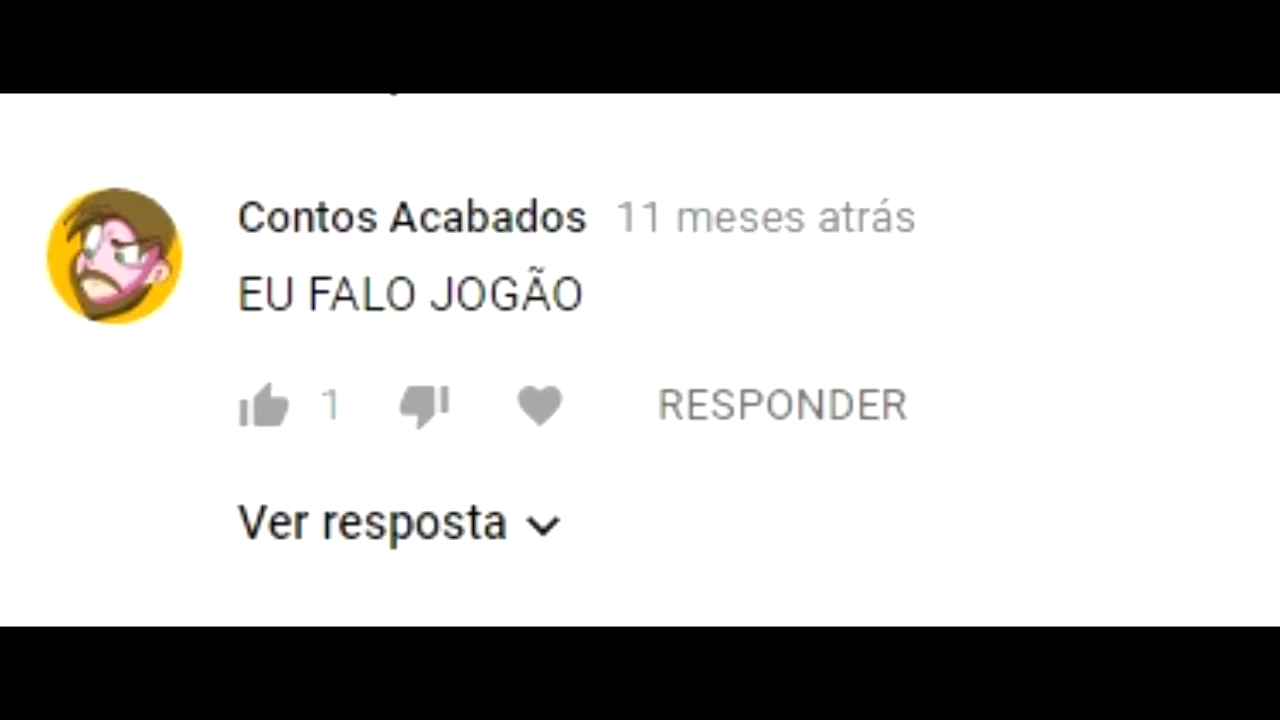 Contos Acabados 11 meses atrás
EU FALO JOGÃO
1 RESPONDER
Ver resposta